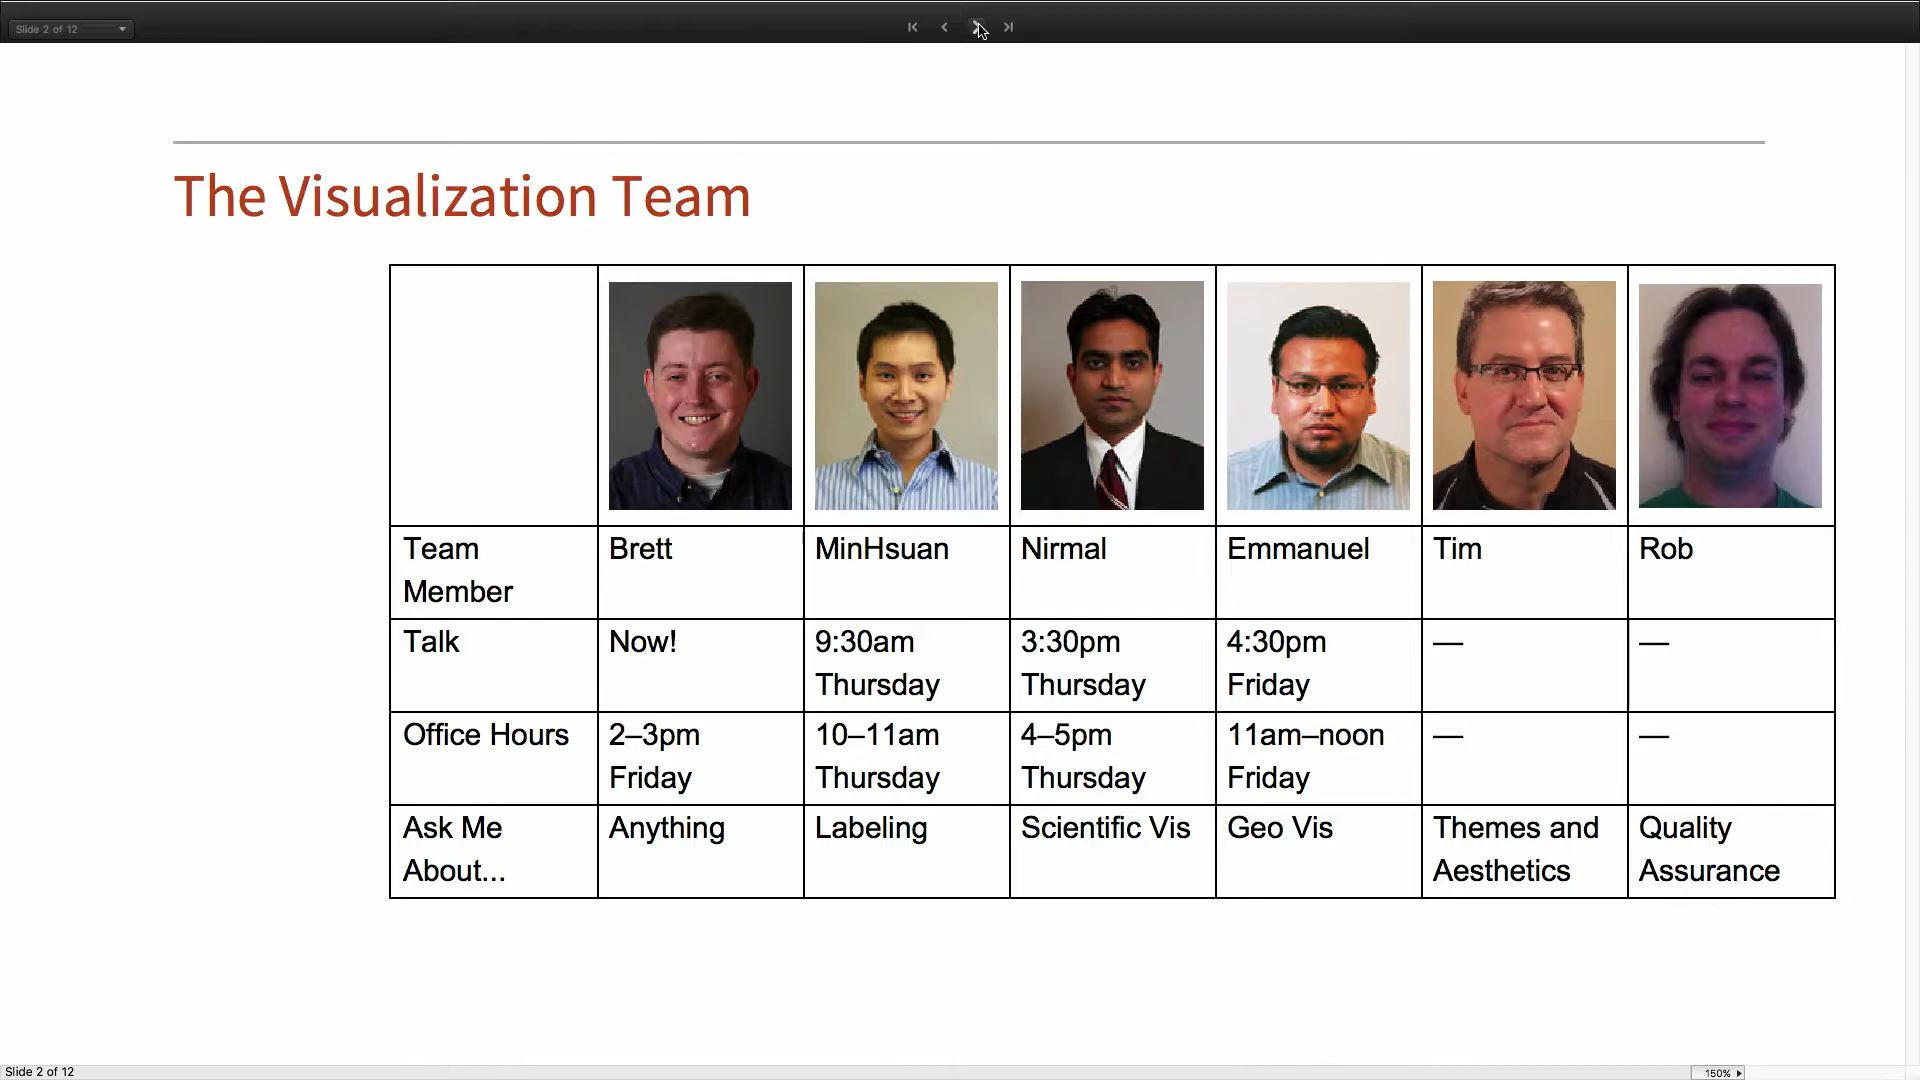 Slide 2 of 12
The Visualization Team
Team Member
Brett
MinHsuan
Nirmal
Emmanuel
Tim
Rob
Talk
Now!
9:30am Thursday
3:30pm Thursday
4:30pm Friday
—
—
Office Hours
2–3pm Friday
10–11am Thursday
4–5pm Thursday
11am–noon Friday
—
—
Ask Me About...
Anything
Labeling
Scientific Vis
Geo Vis
Themes and Aesthetics
Quality Assurance
Slide 2 of 12
150%